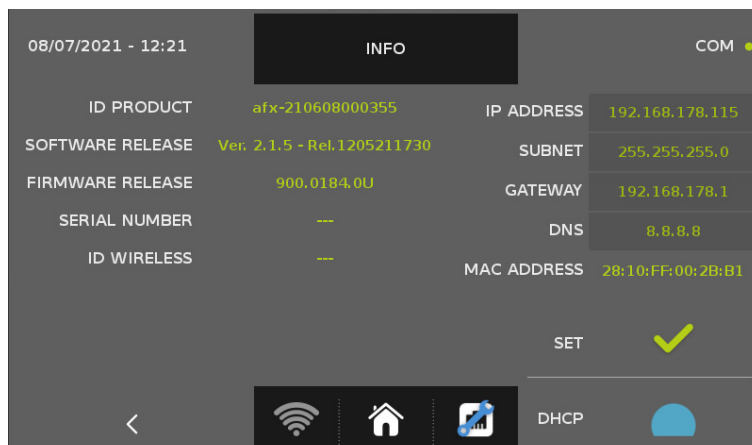 08/07/2021 - 12:21
INFO
COM
ID PRODUCT afx-210608000355
SOFTWARE RELEASE Ver. 2.1.5 - Rel.1205211730
FIRMWARE RELEASE 900.0184.0U
SERIAL NUMBER ---
ID WIRELESS ---
IP ADDRESS 192.168.178.115
SUBNET 255.255.255.0
GATEWAY 192.168.178.1
DNS 8.8.8.8
MAC ADDRESS 28:10:FF:00:2B:B1
SET
DHCP